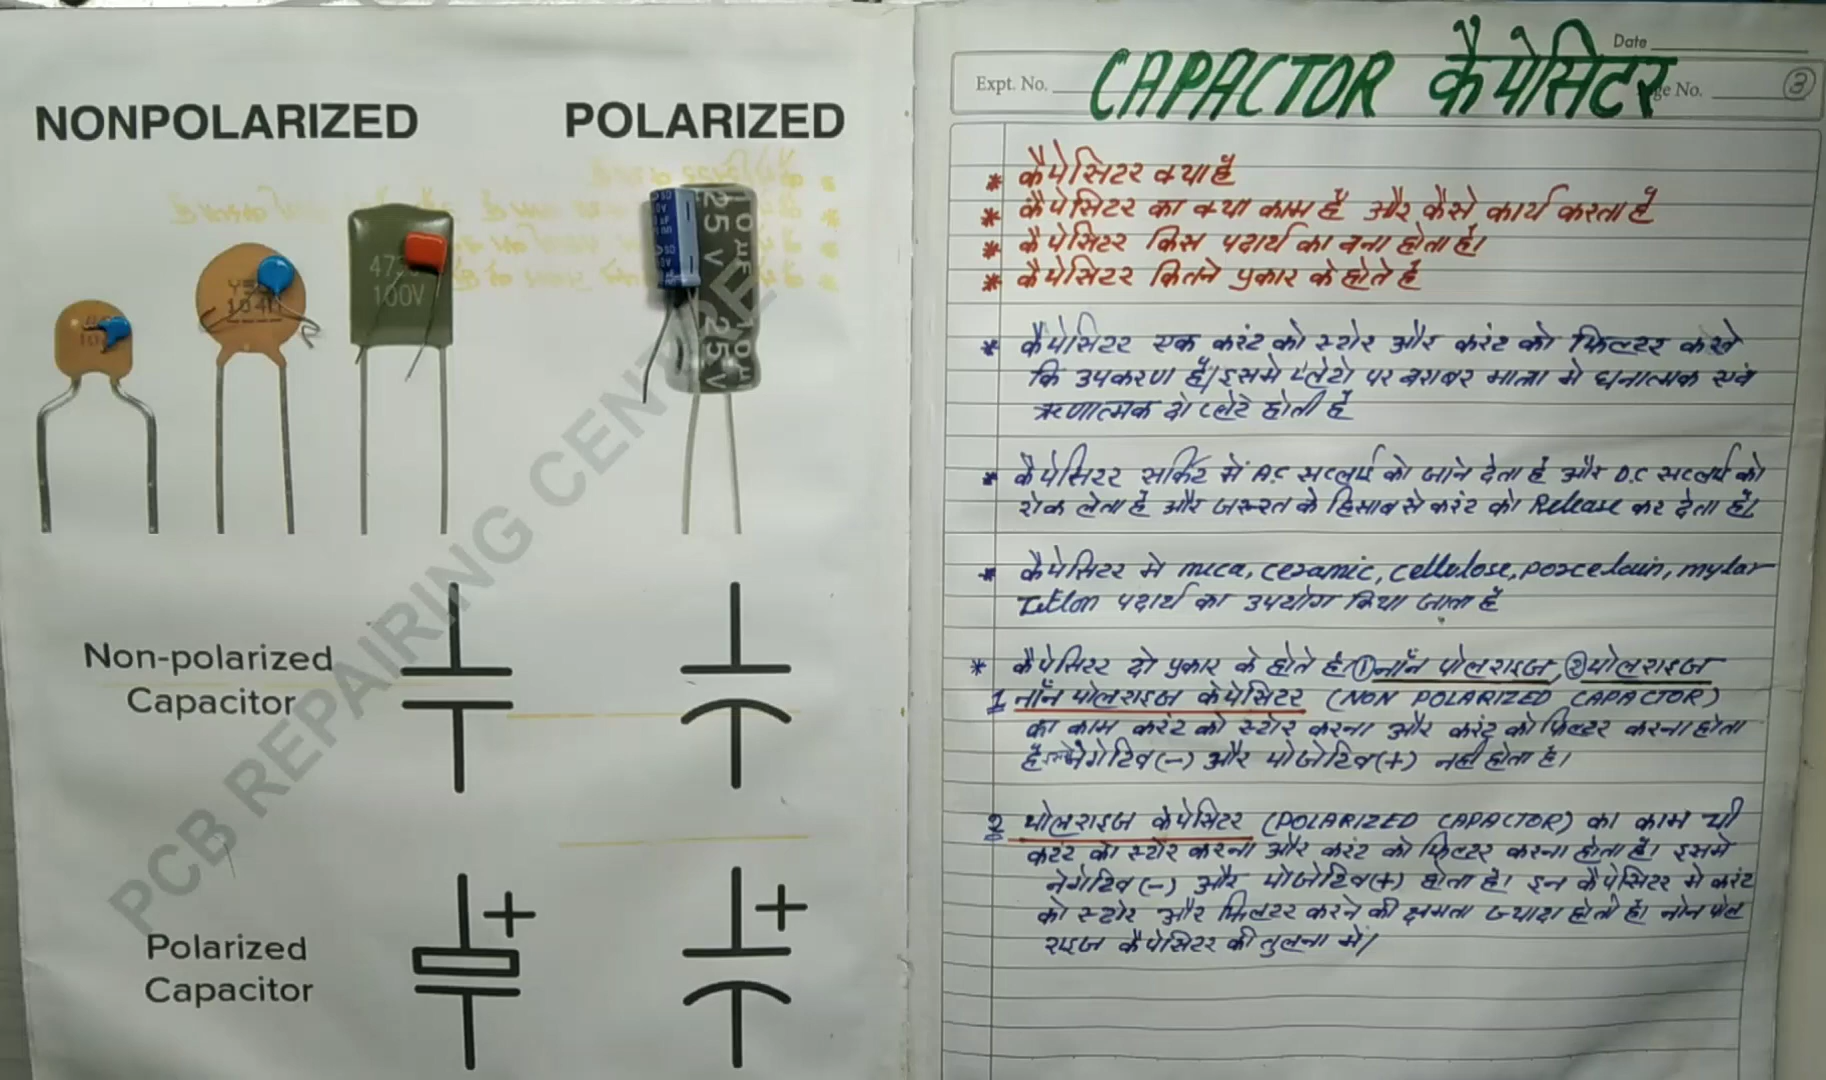 NONPOLARIZED
POLARIZED
10µF 25V
25V 10µ
104
473
100V
Non-polarized
Capacitor
Polarized
Capacitor
+
+
PCB REPAIRING CENTRE
Date
Expt. No.
ge No. 3
CAPACTOR कैपेसिटर
* कैपेसिटर क्या है
* कैपेसिटर का क्या काम है और कैसे कार्य करता है
* कैपेसिटर किस पदार्थ का बना होता है।
* कैपेसिटर कितने प्रकार के होते है
* कैपेसिटर एक करंट को स्टोर और करंट को फिल्टर करने
कि उपकरण है। इसमे प्लेटो पर बराबर मात्रा मे धनात्मक एवं
ऋणात्मक दो प्लेटे होती है
* कैपेसिटर सर्किट में A.C सप्लाई को जाने देता है और D.C सप्लाई को
रोक लेता है और जरूरत के हिसाब से करंट को Release कर देता है।
* कैपेसिटर मे mica, ceramic, cellulose, porcelain, mylar
Teflon पदार्थ का उपयोग किया जाता है
* कैपेसिटर दो प्रकार के होते है। ① नॉन पोलराइज, ② पोलराइज
1 नॉन पोलराइज केपेसिटर (NON POLARIZED CAPACTOR)
का काम करंट को स्टोर करना और करंट को फिल्टर करना होता
है। नेगेटिव (-) और पोजेटिव (+) नही होता है।
2 पोलराइज केपेसिटर (POLARIZED CAPACTOR) का काम भी
करंट को स्टोर करना और करंट को फिल्टर करना होता है। इसमे
नेगेटिव (-) और पोजेटिव (+) होता है। इन कैपेसिटर मे करंट
को स्टोर और फिल्टर करने की क्षमता ज्यादा होती है। नोन पोल
राइज कैपेसिटर की तुलना मे।